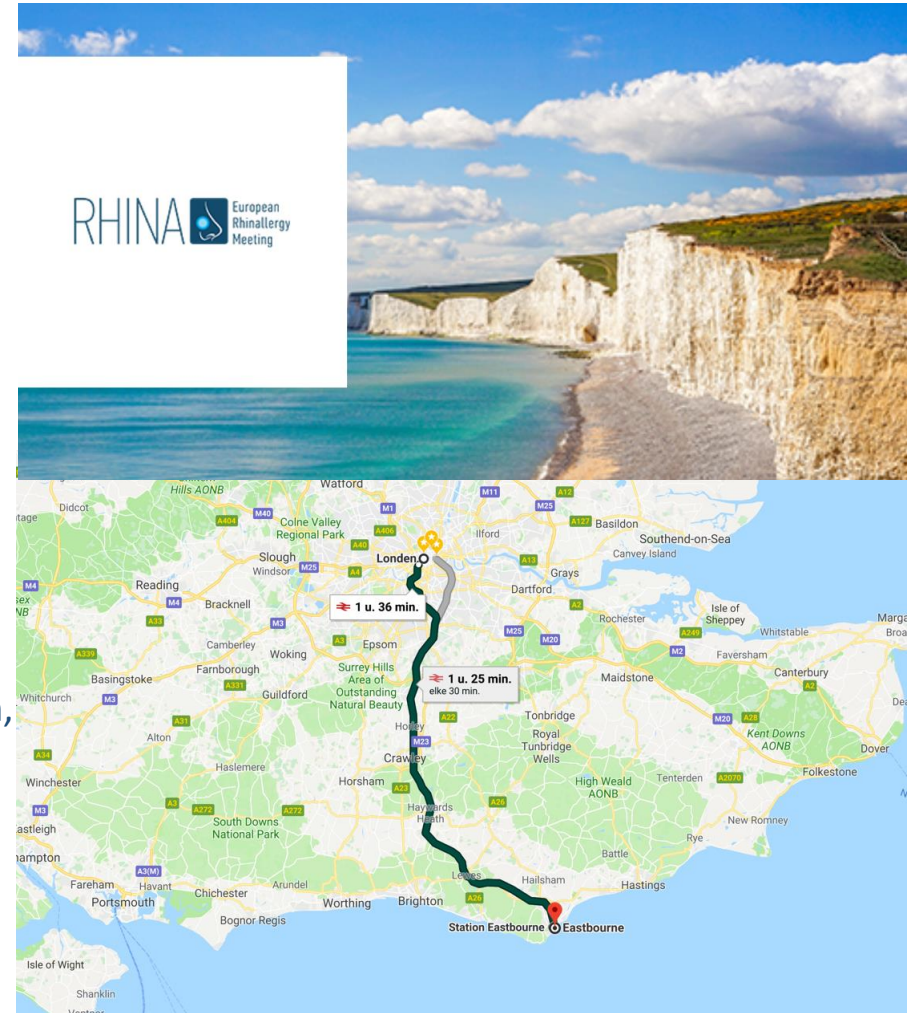 RHINA
European
Rhinallergy
Meeting
Hills AONB
Watford
Didcot
M40
A404
Colne Valley
Regional Park
M1
A406
M11
M25
A12
A127
Basildon
Southend-on-Sea
Canvey Island
Ilford
A40
Londen
Slough
Windsor
M25
A4
A13
Grays
Dartford
M4
Reading
M4
Bracknell
1 u. 36 min.
A2
Rochester
Isle of
Sheppey
Whitstable
A33
M3
A3
Epsom
M25
M20
A249
M2
Faversham
Camberley
Woking
A339
Basingstoke
Farnborough
A331
Guildford
Surrey Hills
Area of
Outstanding
Natural Beauty
1 u. 25 min.
elke 30 min.
Maidstone
Canterbury
A2
Whitchurch
M3
A31
Alton
A22
Tonbridge
M20
A28
Kent Downs
AONB
Dover
Horley
M23
Royal
Tunbridge
Wells
A34
Haslemere
Crawley
Folkestone
Winchester
Horsham
A23
High Weald
AONB
Tenterden
A2070
M3
A3
A272
A272
Haywards
Heath
A26
New Romney
South Downs
National Park
Rye
Battle
A3(M)
Fareham
Havant
Portsmouth
Chichester
Arundel
Worthing
Brighton
Lewes
A26
Hailsham
Hastings
Bognor Regis
Station Eastbourne
Eastbourne
Isle of Wight
Shanklin